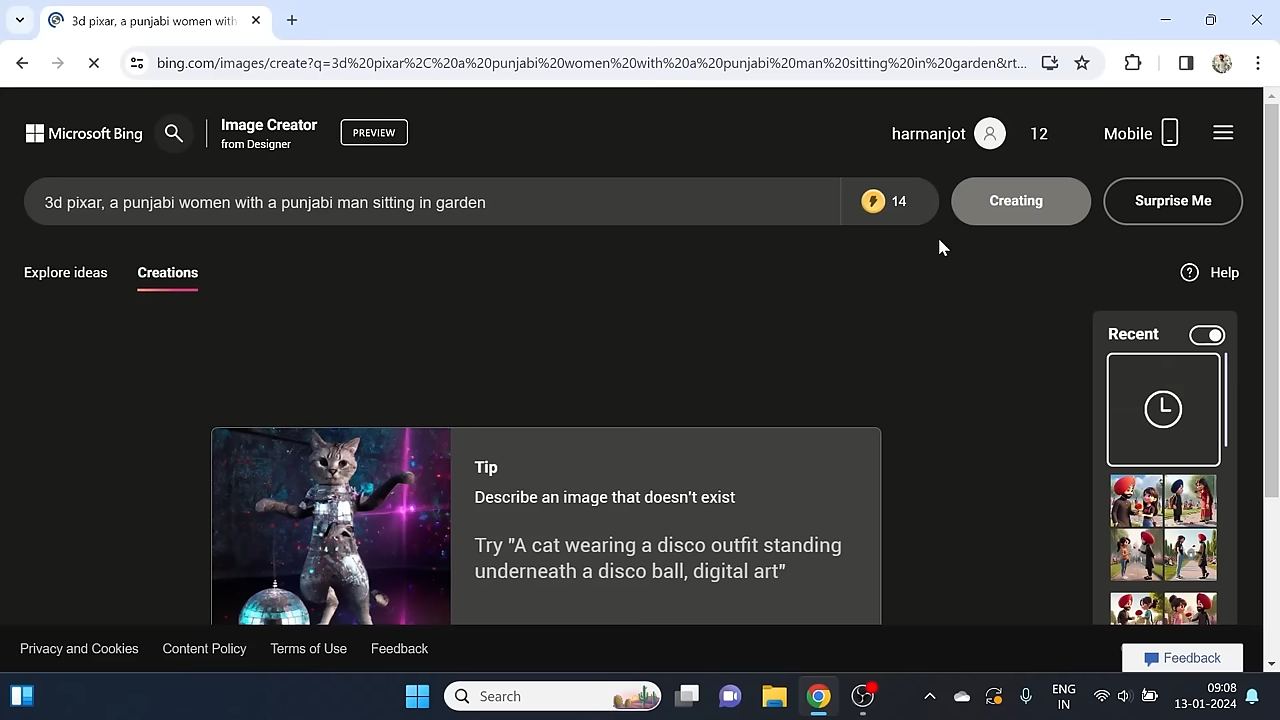 3d pixar, a punjabi women with
bing.com/images/create?q=3d%20pixar%2C%20a%20punjabi%20women%20with%20a%20punjabi%20man%20sitting%20in%20garden&rt...
Microsoft Bing
Image Creator
from Designer
PREVIEW
harmanjot
12
Mobile
3d pixar, a punjabi women with a punjabi man sitting in garden
14
Creating
Surprise Me
Explore ideas
Creations
Help
Recent
Tip
Describe an image that doesn't exist
Try "A cat wearing a disco outfit standing
underneath a disco ball, digital art"
Privacy and Cookies
Content Policy
Terms of Use
Feedback
Feedback
Search
ENG
IN
09:08
13-01-2024